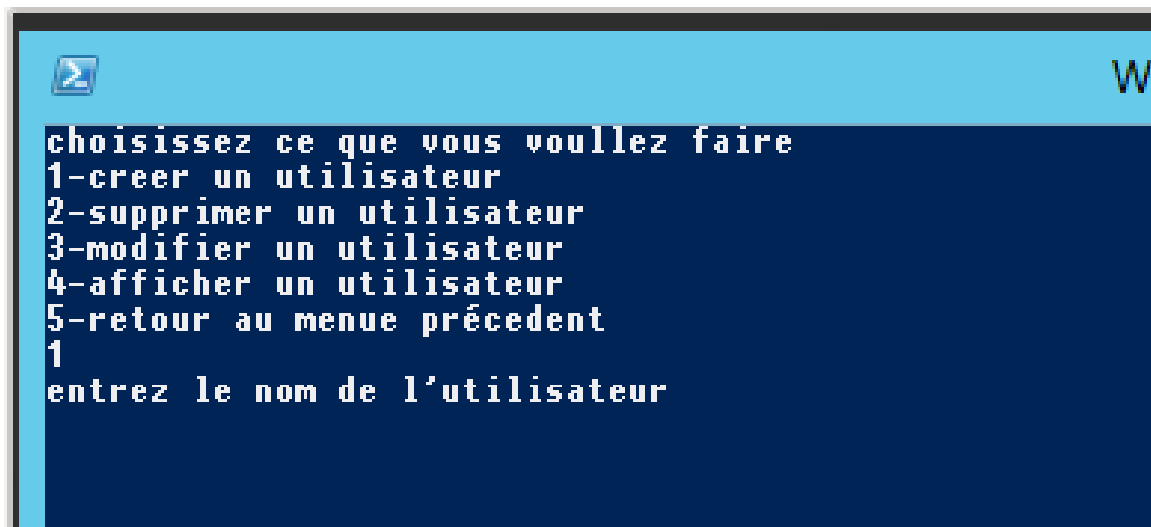 W
choisissez ce que vous voullez faire
1-creer un utilisateur
2-supprimer un utilisateur
3-modifier un utilisateur
4-afficher un utilisateur
5-retour au menue précedent
1
entrez le nom de l'utilisateur